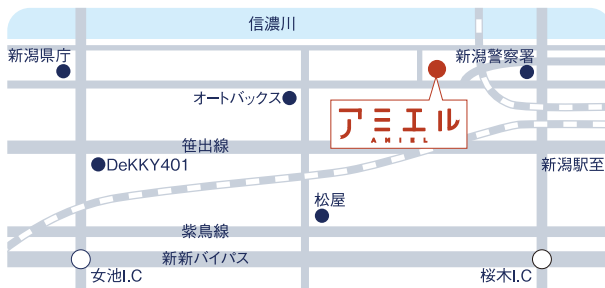 信濃川
新潟県庁
新潟警察署
オートバックス
アミエル
AMIEL
笹出線
DeKKY401
新潟駅至
松屋
紫鳥線
新新バイパス
女池I.C
桜木I.C